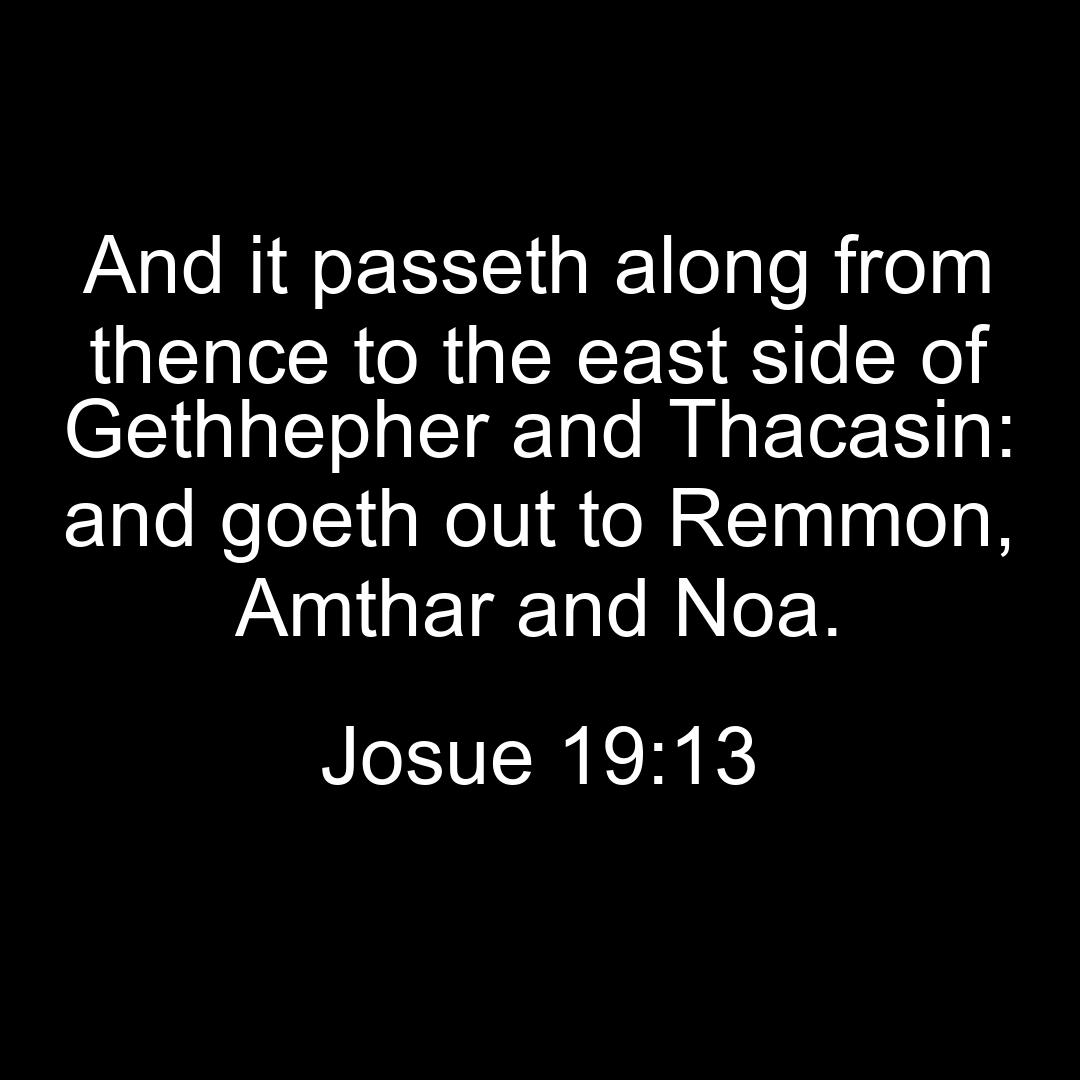 And it passeth along from
thence to the east side of
Gethhepher and Thacasin:
and goeth out to Remmon,
Amthar and Noa.
Josue 19:13